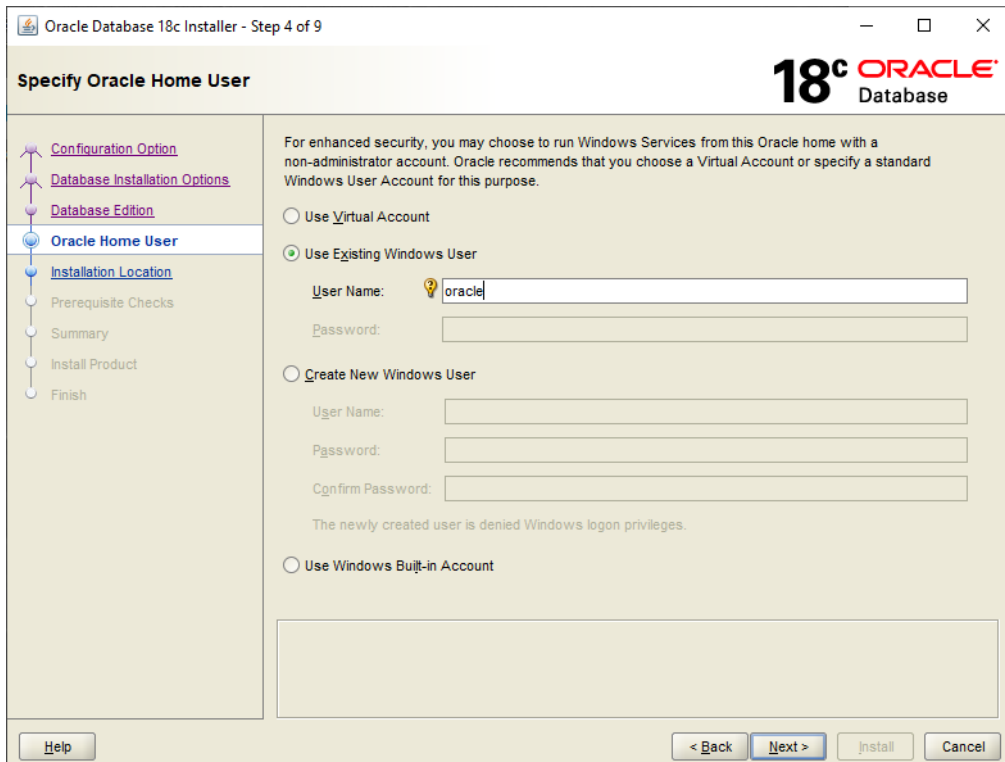 Oracle Database 18c Installer - Step 4 of 9
Specify Oracle Home User
18c ORACLE
Database
Configuration Option
Database Installation Options
Database Edition
Oracle Home User
Installation Location
Prerequisite Checks
Summary
Install Product
Finish
For enhanced security, you may choose to run Windows Services from this Oracle home with a
non-administrator account. Oracle recommends that you choose a Virtual Account or specify a standard
Windows User Account for this purpose.
Use Virtual Account
Use Existing Windows User
User Name: oracle
Password:
Create New Windows User
User Name:
Password:
Confirm Password:
The newly created user is denied Windows logon privileges.
Use Windows Built-in Account
Help
< Back Next > Install Cancel